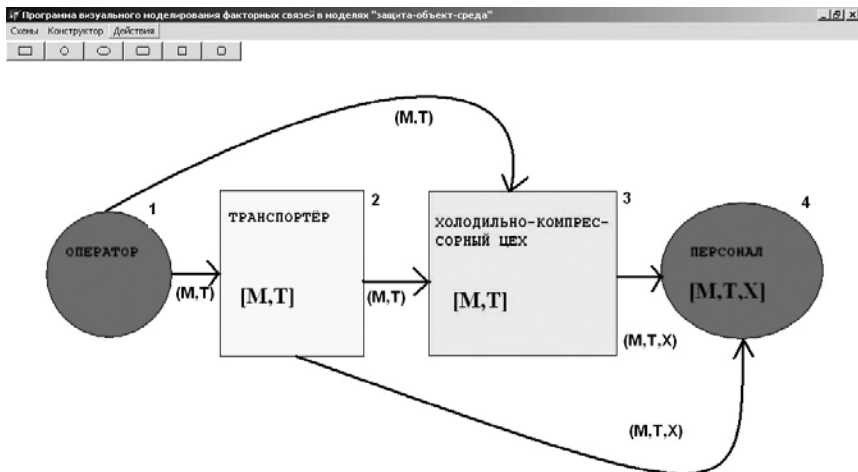 Программа визуального моделирования факторных связей в моделях "защита-объект-среда"
Схемы Конструктор Действия
(M,T)
1
ОПЕРАТОР
(M,T)
2
ТРАНСПОРТЁР
[M,T]
(M,T)
3
ХОЛОДИЛЬНО-КОМПРЕС-
СОРНЫЙ ЦЕХ
[M,T]
(M,T,X)
4
ПЕРСОНАЛ
[M,T,X]
(M,T,X)